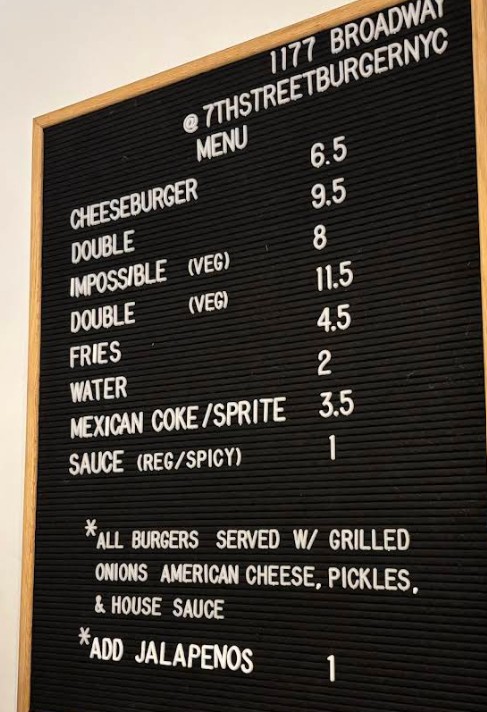 1177 BROADWAY
@7THSTREETBURGERNYC
MENU
CHEESEBURGER 6.5
DOUBLE 9.5
IMPOSSIBLE (VEG) 8
DOUBLE (VEG) 11.5
FRIES 4.5
WATER 2
MEXICAN COKE/SPRITE 3.5
SAUCE (REG/SPICY) 1
*ALL BURGERS SERVED W/ GRILLED
ONIONS AMERICAN CHEESE, PICKLES,
& HOUSE SAUCE
*ADD JALAPENOS 1